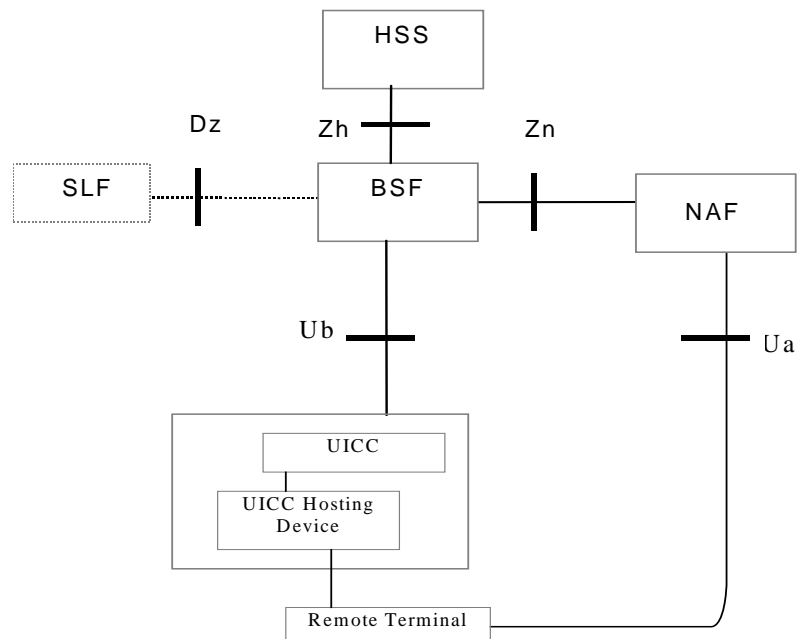 HSS
Dz
Zh
Zn
SLF
BSF
NAF
Ub
Ua
UICC
UICC Hosting
Device
Remote Terminal